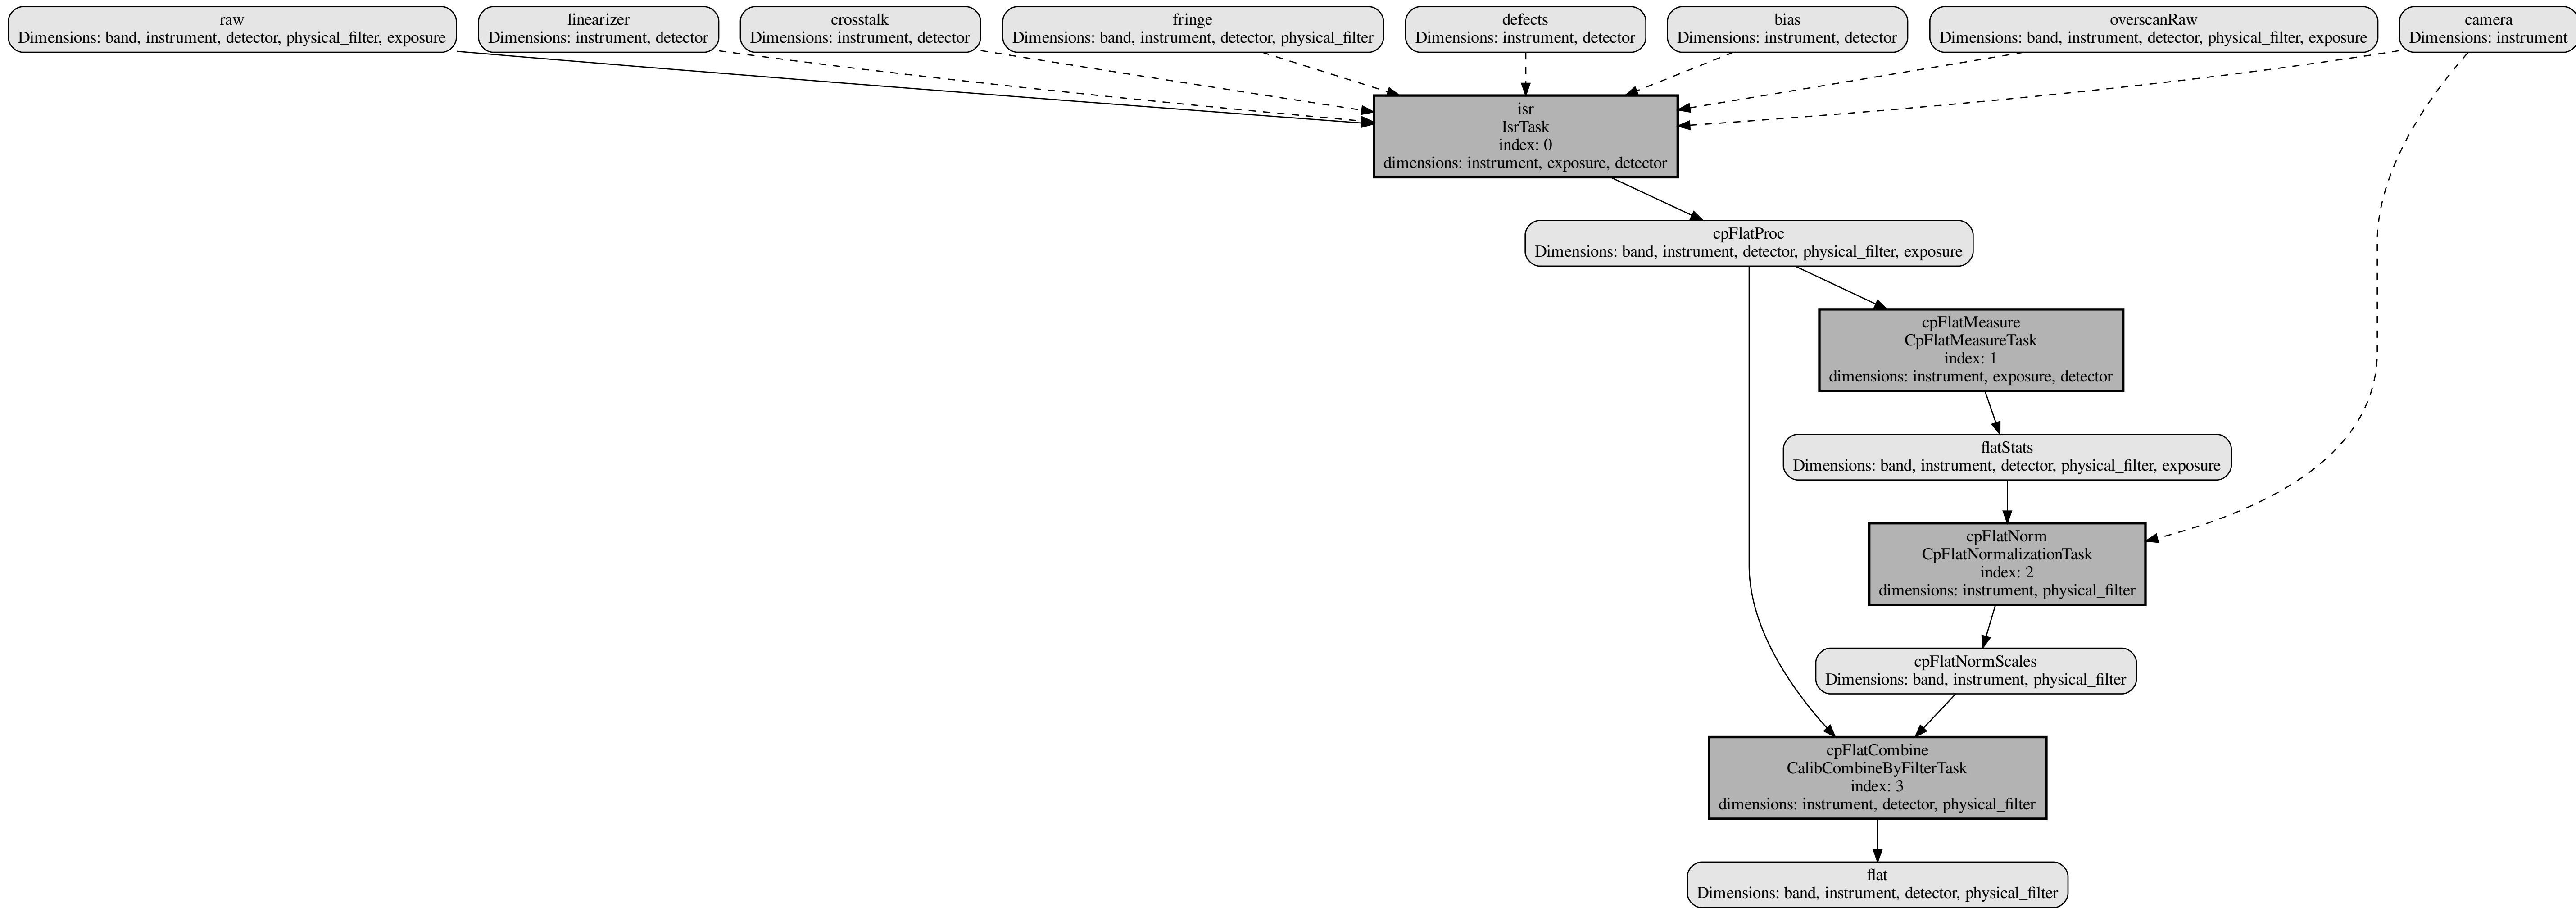 raw
Dimensions: band, instrument, detector, physical_filter, exposure
linearizer
Dimensions: instrument, detector
crosstalk
Dimensions: instrument, detector
fringe
Dimensions: band, instrument, detector, physical_filter
defects
Dimensions: instrument, detector
bias
Dimensions: instrument, detector
overscanRaw
Dimensions: band, instrument, detector, physical_filter, exposure
camera
Dimensions: instrument
isr
IsrTask
index: 0
dimensions: instrument, exposure, detector
cpFlatProc
Dimensions: band, instrument, detector, physical_filter, exposure
cpFlatMeasure
CpFlatMeasureTask
index: 1
dimensions: instrument, exposure, detector
flatStats
Dimensions: band, instrument, detector, physical_filter, exposure
cpFlatNorm
CpFlatNormalizationTask
index: 2
dimensions: instrument, physical_filter
cpFlatNormScales
Dimensions: band, instrument, physical_filter
cpFlatCombine
CalibCombineByFilterTask
index: 3
dimensions: instrument, detector, physical_filter
flat
Dimensions: band, instrument, detector, physical_filter